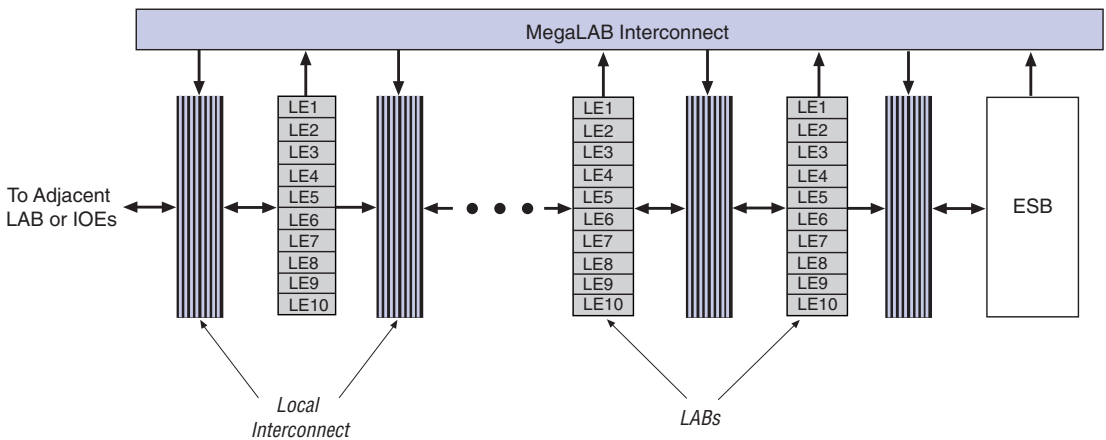 MegaLAB Interconnect
LE1
LE2
LE3
LE4
LE5
LE6
LE7
LE8
LE9
LE10
LE1
LE2
LE3
LE4
LE5
LE6
LE7
LE8
LE9
LE10
LE1
LE2
LE3
LE4
LE5
LE6
LE7
LE8
LE9
LE10
To Adjacent
LAB or IOEs
ESB
Local
Interconnect
LABs